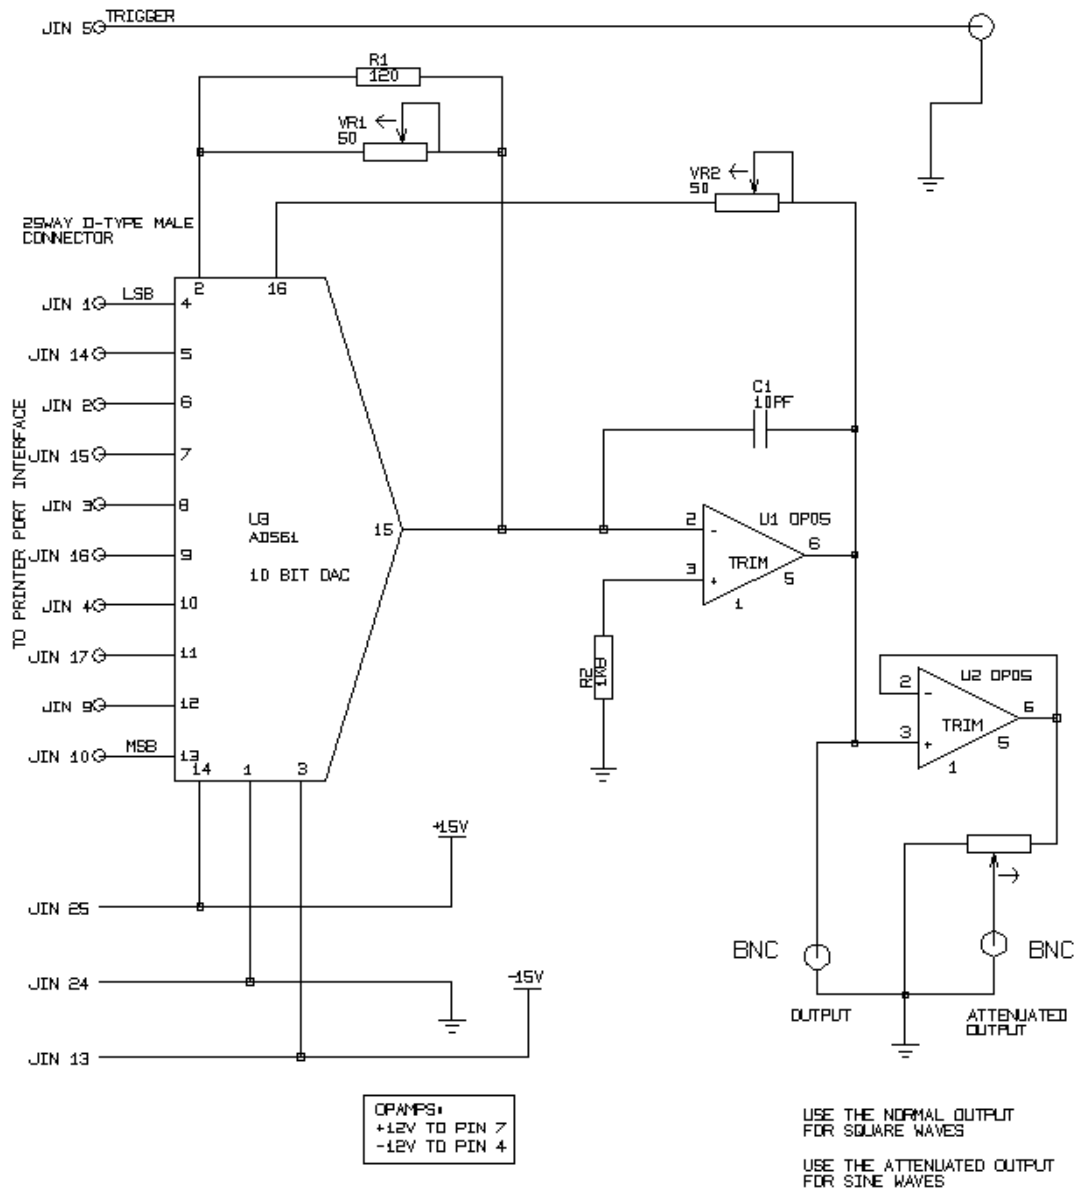 JIN 5 TRIGGER
R1
120
VR1
50
VR2
50
25WAY D-TYPE MALE
CONNECTOR
2 16
JIN 1 LSB 4
JIN 14 5
JIN 2 6
JIN 15 7
JIN 3 8
JIN 16 9
JIN 4 10
JIN 17 11
JIN 9 12
JIN 10 MSB 13
TO PRINTER PORT INTERFACE
U3
AD561
10 BIT DAC
15
14 1 3
C1
10PF
U1 OP05
2
-
3
+
TRIM
6
5
1
R2
1K8
U2 OP05
2
-
3
+
TRIM
6
5
1
+15V
JIN 25
JIN 24
-15V
JIN 13
BNC
BNC
OUTPUT
ATTENUATED
OUTPUT
OPAMPS:
+12V TO PIN 7
-12V TO PIN 4
USE THE NORMAL OUTPUT
FOR SQUARE WAVES
USE THE ATTENUATED OUTPUT
FOR SINE WAVES